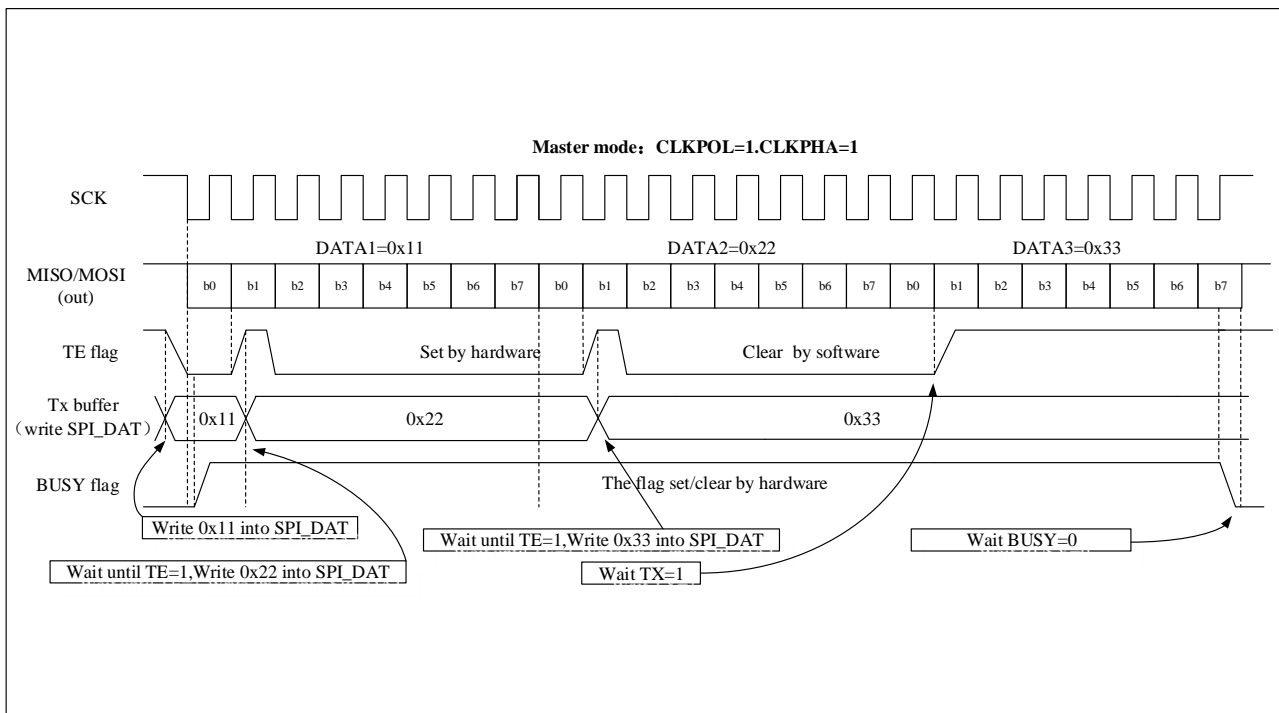 Master mode：CLKPOL=1.CLKPHA=1
SCK
DATA1=0x11 DATA2=0x22 DATA3=0x33
MISO/MOSI
(out)
b0 b1 b2 b3 b4 b5 b6 b7 b0 b1 b2 b3 b4 b5 b6 b7 b0 b1 b2 b3 b4 b5 b6 b7
TE flag
Set by hardware
Clear by software
Tx buffer
（write SPI_DAT）
0x11
0x22
0x33
BUSY flag
The flag set/clear by hardware
Write 0x11 into SPI_DAT
Wait until TE=1,Write 0x33 into SPI_DAT
Wait BUSY=0
Wait until TE=1,Write 0x22 into SPI_DAT
Wait TX=1